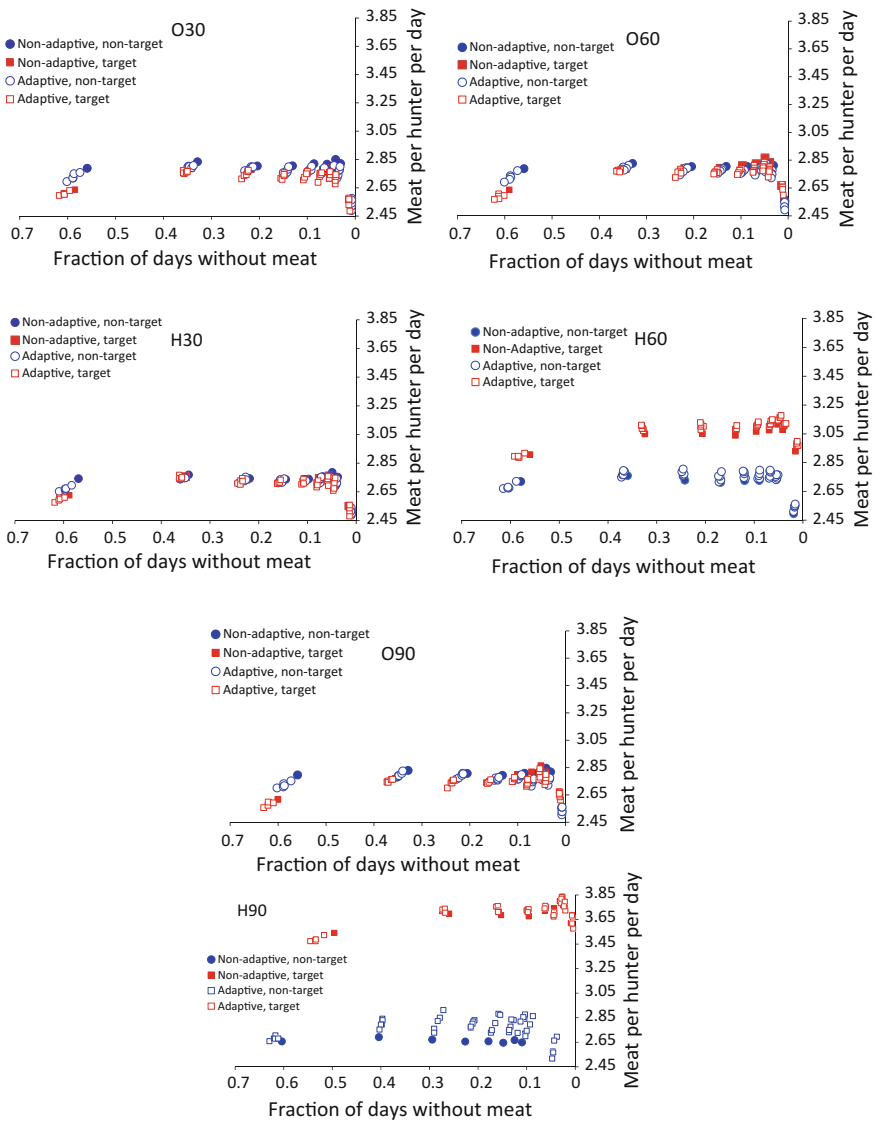 O30
Non-adaptive, non-target
Non-adaptive, target
Adaptive, non-target
Adaptive, target
3.85
3.65
3.45
3.25
3.05
2.85
2.65
2.45
Meat per hunter per day
0.7 0.6 0.5 0.4 0.3 0.2 0.1 0
Fraction of days without meat
O60
Non-adaptive, non-target
Non-adaptive, target
Adaptive, non-target
Adaptive, target
3.85
3.65
3.45
3.25
3.05
2.85
2.65
2.45
Meat per hunter per day
0.7 0.6 0.5 0.4 0.3 0.2 0.1 0
Fraction of days without meat
H30
Non-adaptive, non-target
Non-adaptive, target
Adaptive, non-target
Adaptive, target
3.85
3.65
3.45
3.25
3.05
2.85
2.65
2.45
Meat per hunter per day
0.7 0.6 0.5 0.4 0.3 0.2 0.1 0
Fraction of days without meat
H60
Non-adaptive, non-target
Non-Adaptive, target
Adaptive, non-target
Adaptive, target
3.85
3.65
3.45
3.25
3.05
2.85
2.65
2.45
Meat per hunter per day
0.7 0.6 0.5 0.4 0.3 0.2 0.1 0
Fraction of days without meat
O90
Non-adaptive, non-target
Non-adaptive, target
Adaptive, non-target
Adaptive, target
3.85
3.65
3.45
3.25
3.05
2.85
2.65
2.45
Meat per hunter per day
0.7 0.6 0.5 0.4 0.3 0.2 0.1 0
Fraction of days without meat
H90
Non-adaptive, non-target
Non-adaptive, target
Adaptive, non-target
Adaptive, target
3.85
3.65
3.45
3.25
3.05
2.85
2.65
2.45
Meat per hunter per day
0.7 0.6 0.5 0.4 0.3 0.2 0.1 0
Fraction of days without meat